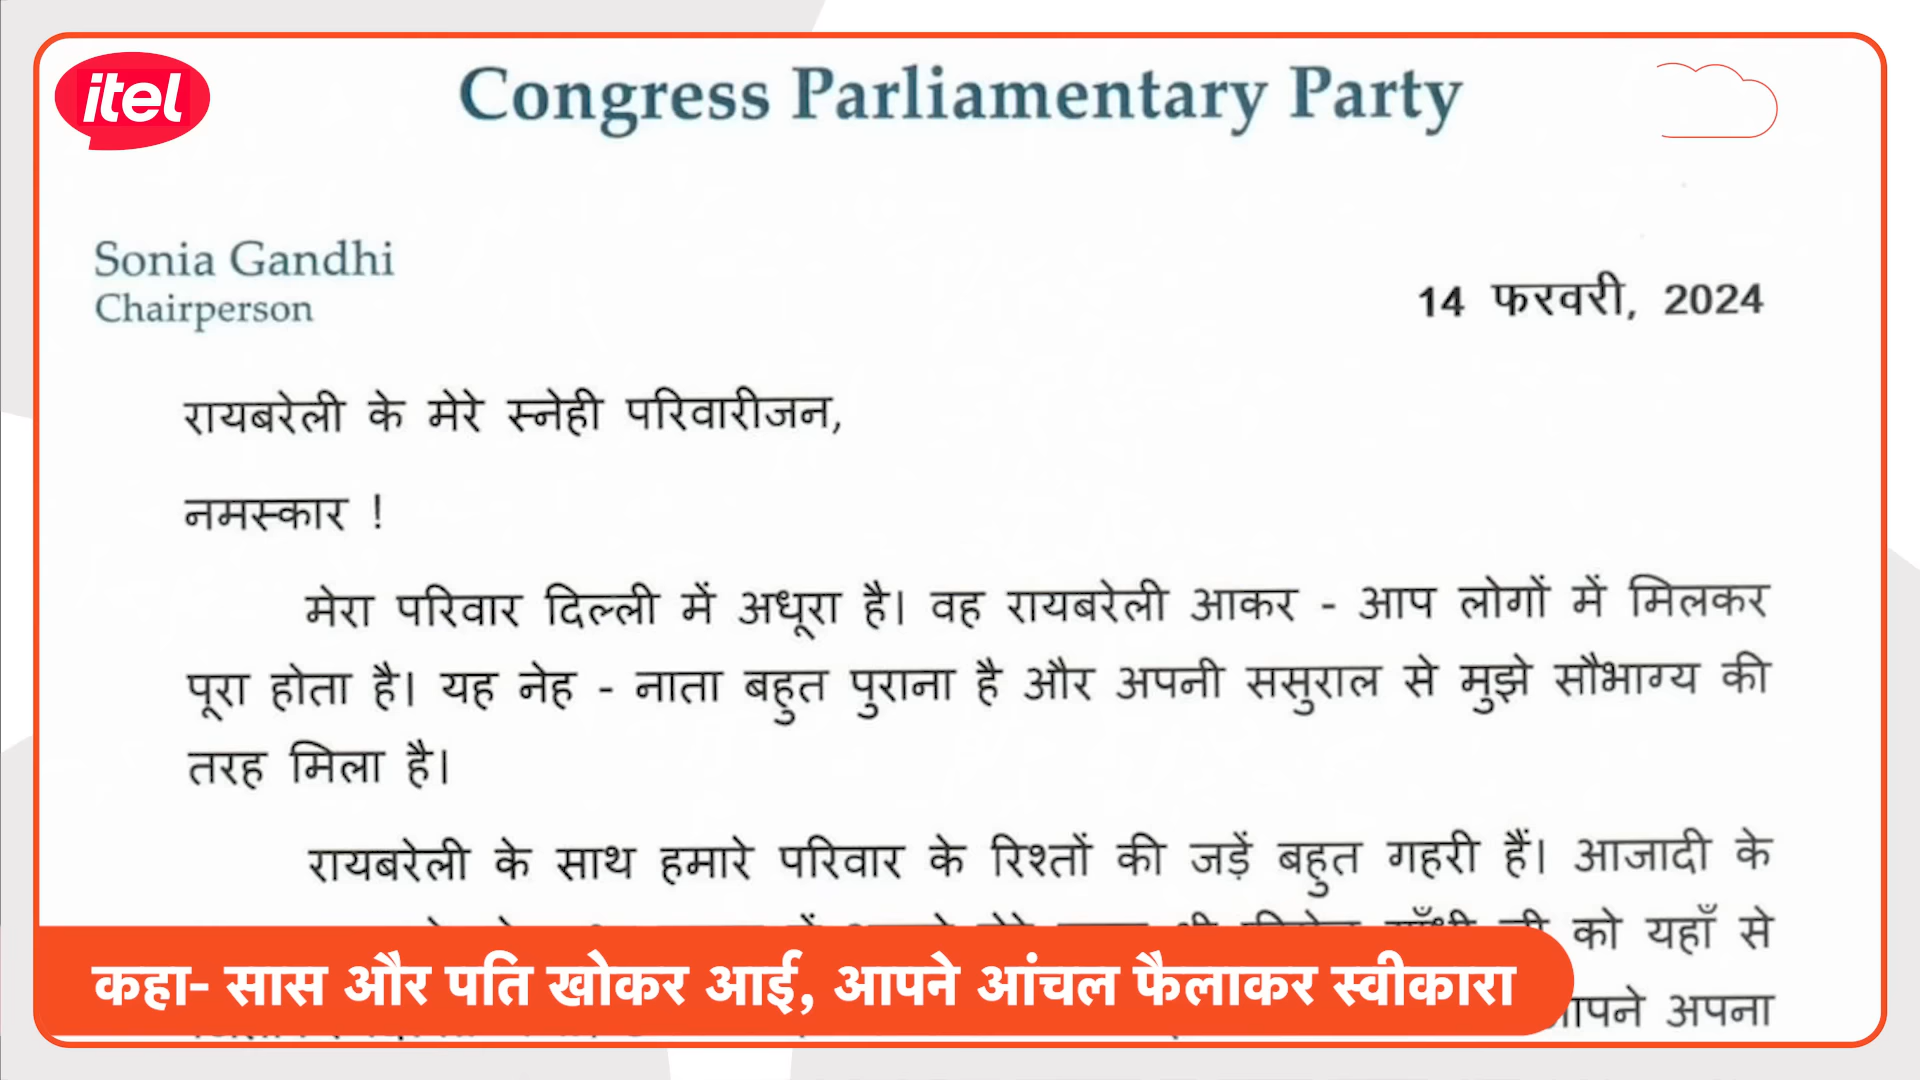 itel
Congress Parliamentary Party
Sonia Gandhi
Chairperson
14 फरवरी, 2024
रायबरेली के मेरे स्नेही परिवारीजन,
नमस्कार !
मेरा परिवार दिल्ली में अधूरा है। वह रायबरेली आकर - आप लोगों में मिलकर
पूरा होता है। यह नेह - नाता बहुत पुराना है और अपनी ससुराल से मुझे सौभाग्य की
तरह मिला है।
रायबरेली के साथ हमारे परिवार के रिश्तों की जड़ें बहुत गहरी हैं। आजादी के
को यहाँ से
अपना
कहा- सास और पति खोकर आई, आपने आंचल फैलाकर स्वीकारा